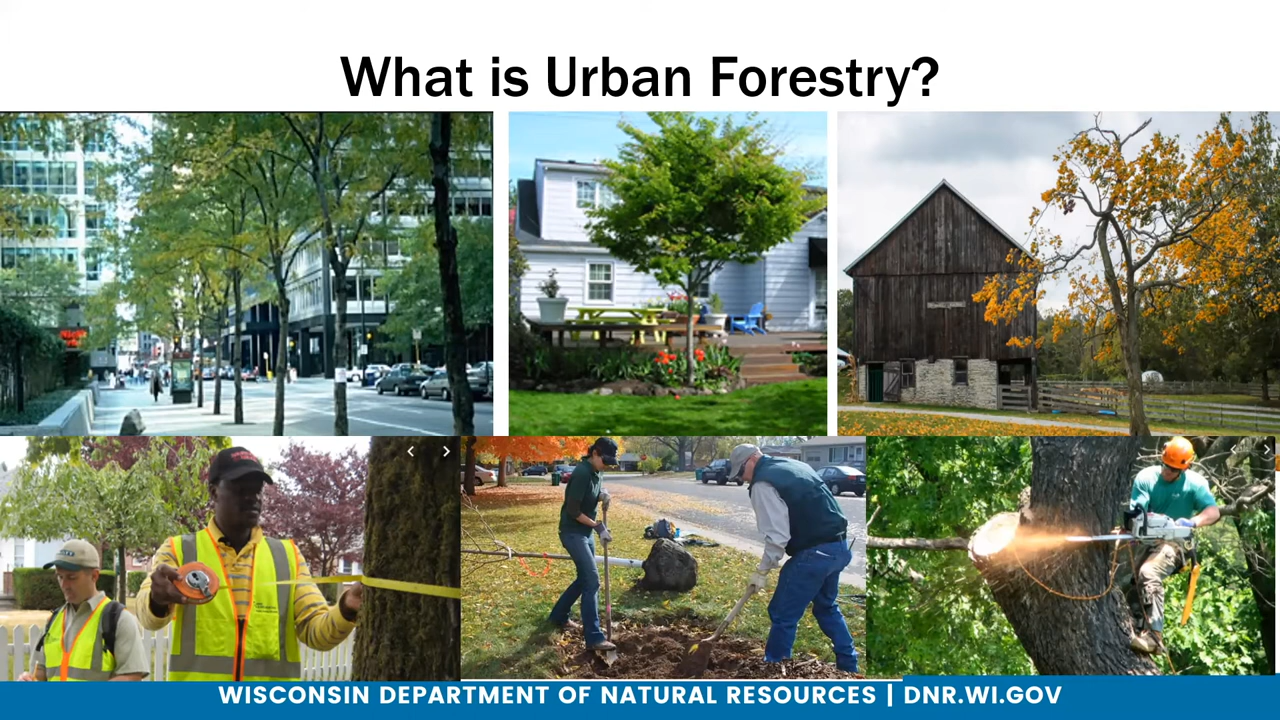 What is Urban Forestry?
WISCONSIN DEPARTMENT OF NATURAL RESOURCES | DNR.WI.GOV